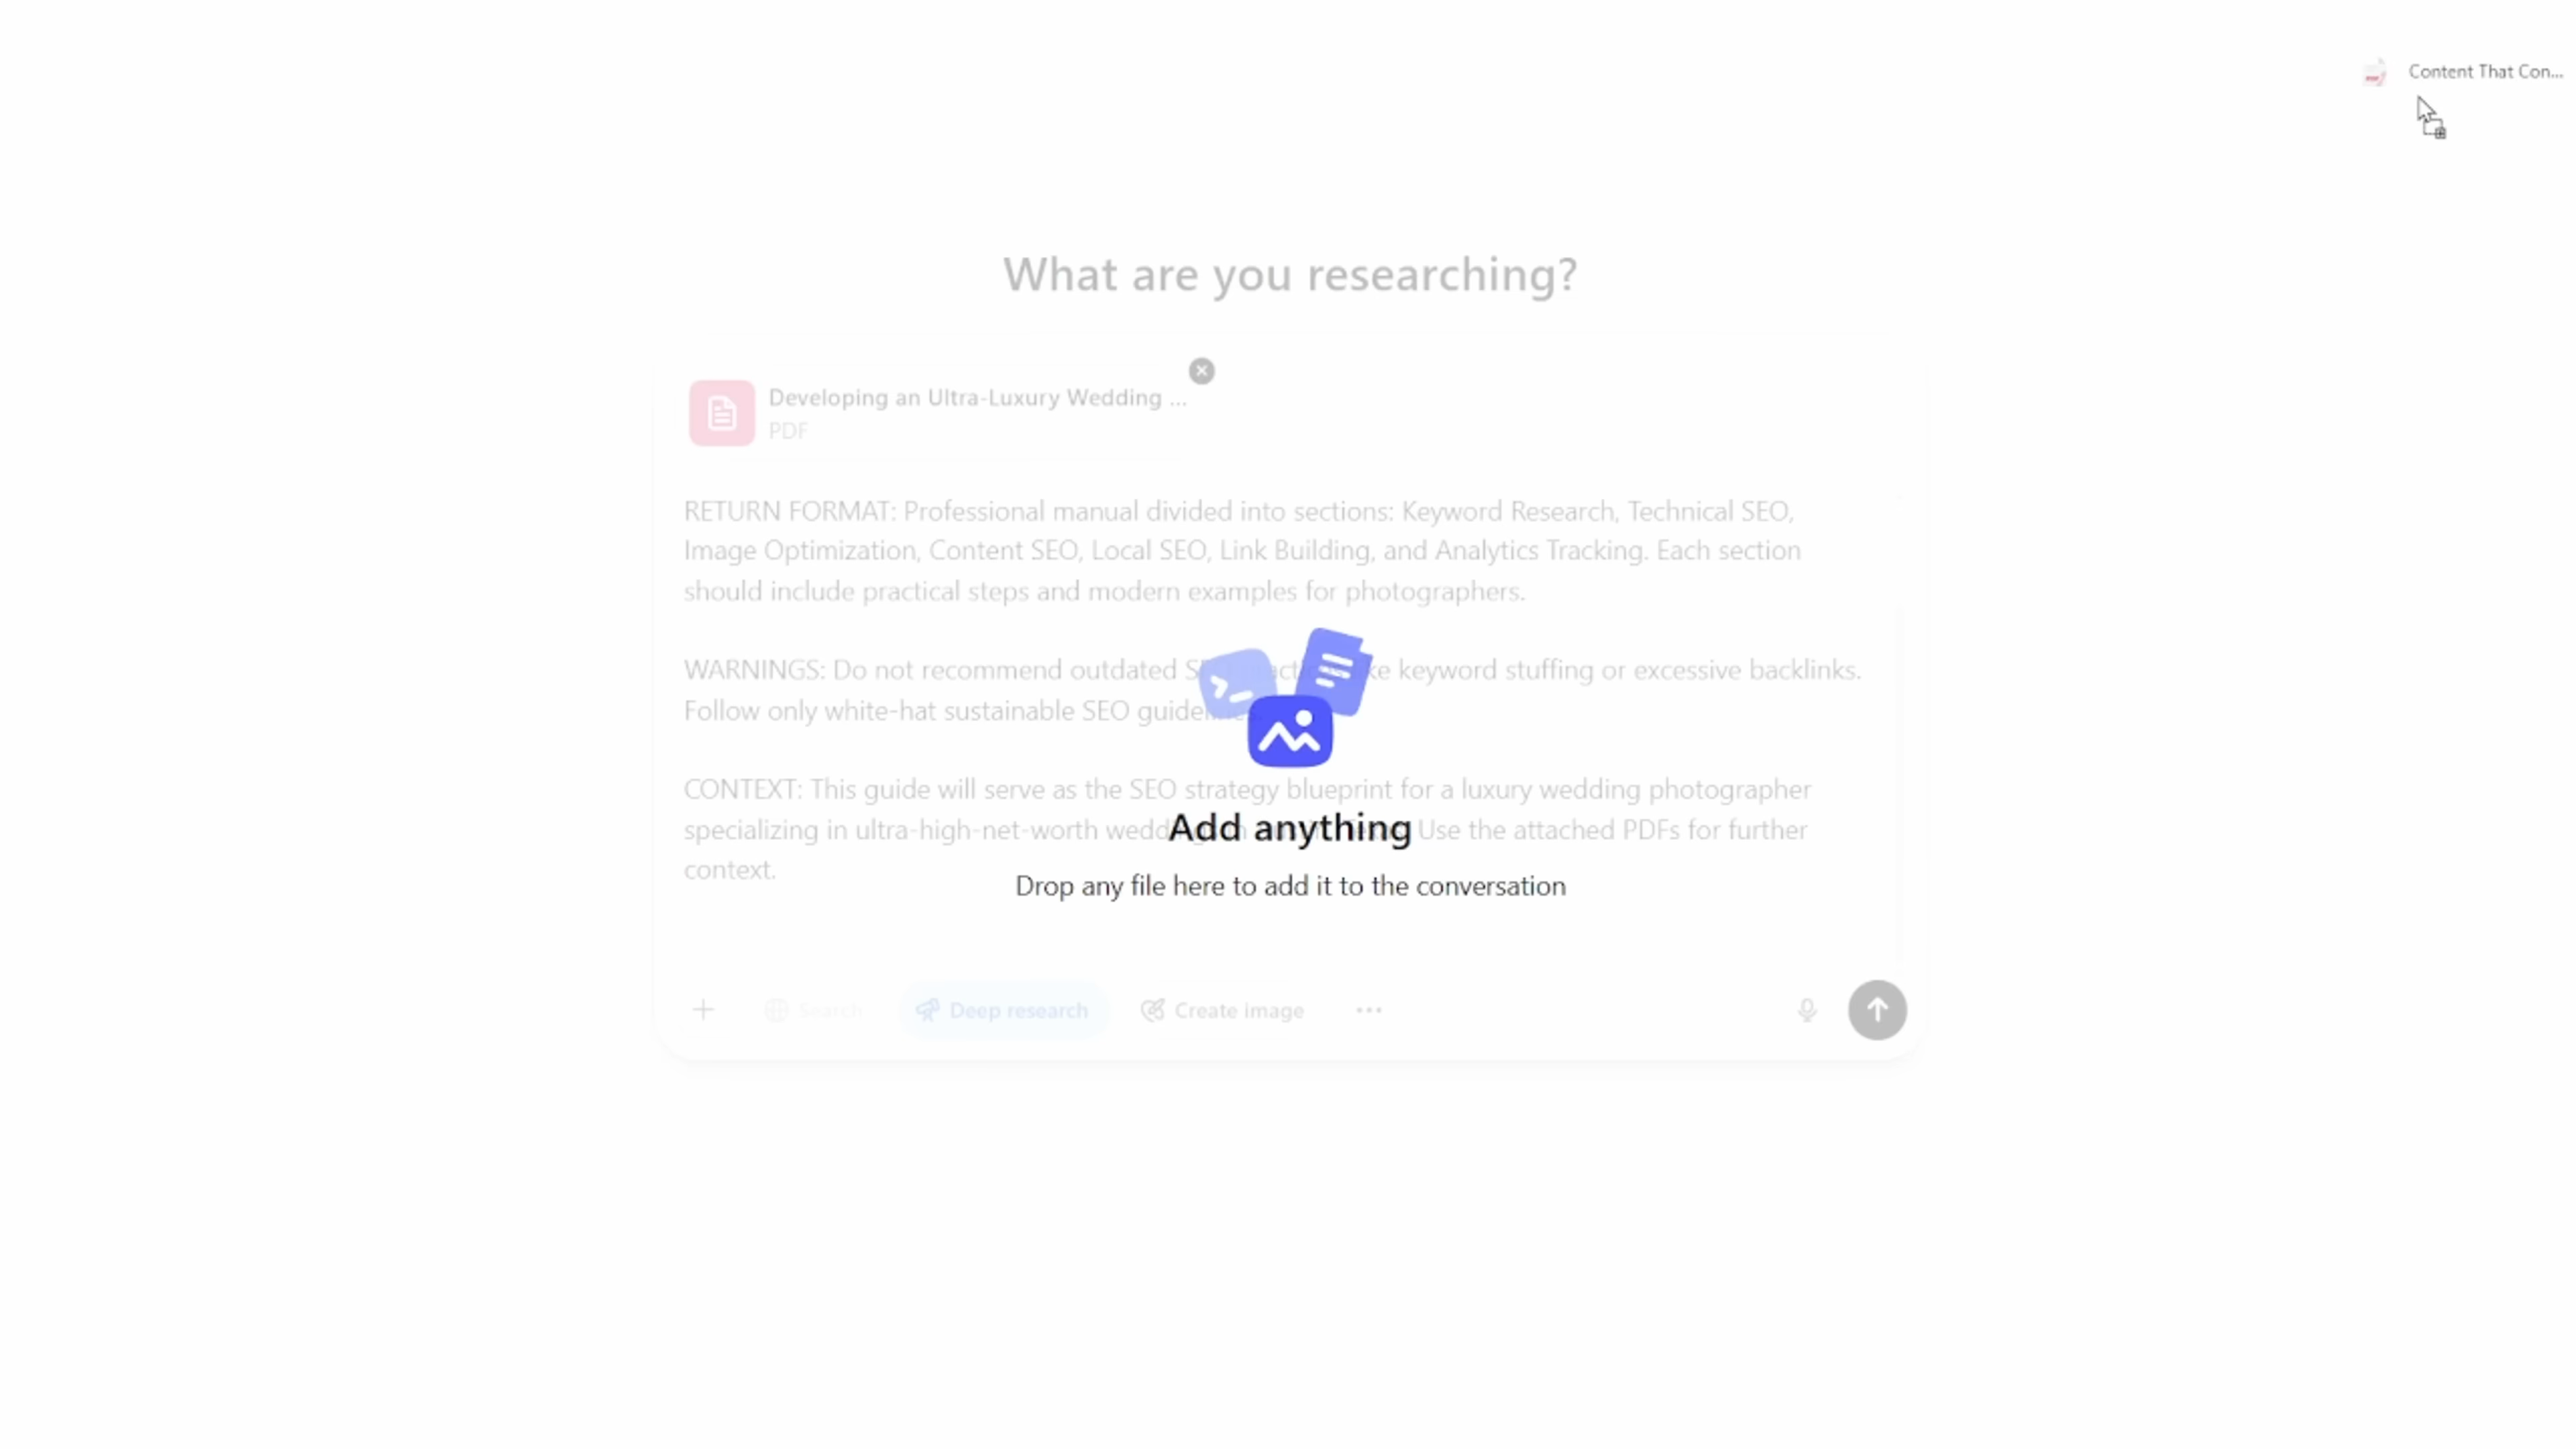 Content That Con...
What are you researching?
Developing an Ultra-Luxury Wedding ...
PDF
RETURN FORMAT: Professional manual divided into sections: Keyword Research, Technical SEO,
Image Optimization, Content SEO, Local SEO, Link Building, and Analytics Tracking. Each section
should include practical steps and modern examples for photographers.
WARNINGS: Do not recommend outdated keyword stuffing or excessive backlinks.
Follow only white-hat sustainable SEO
CONTEXT: This guide will serve as the SEO strategy blueprint for a luxury wedding photographer
specializing in ultra-high-net-worth Use the attached PDFs for further
context.
Add anything
Drop any file here to add it to the conversation
Search
Deep research
Create image